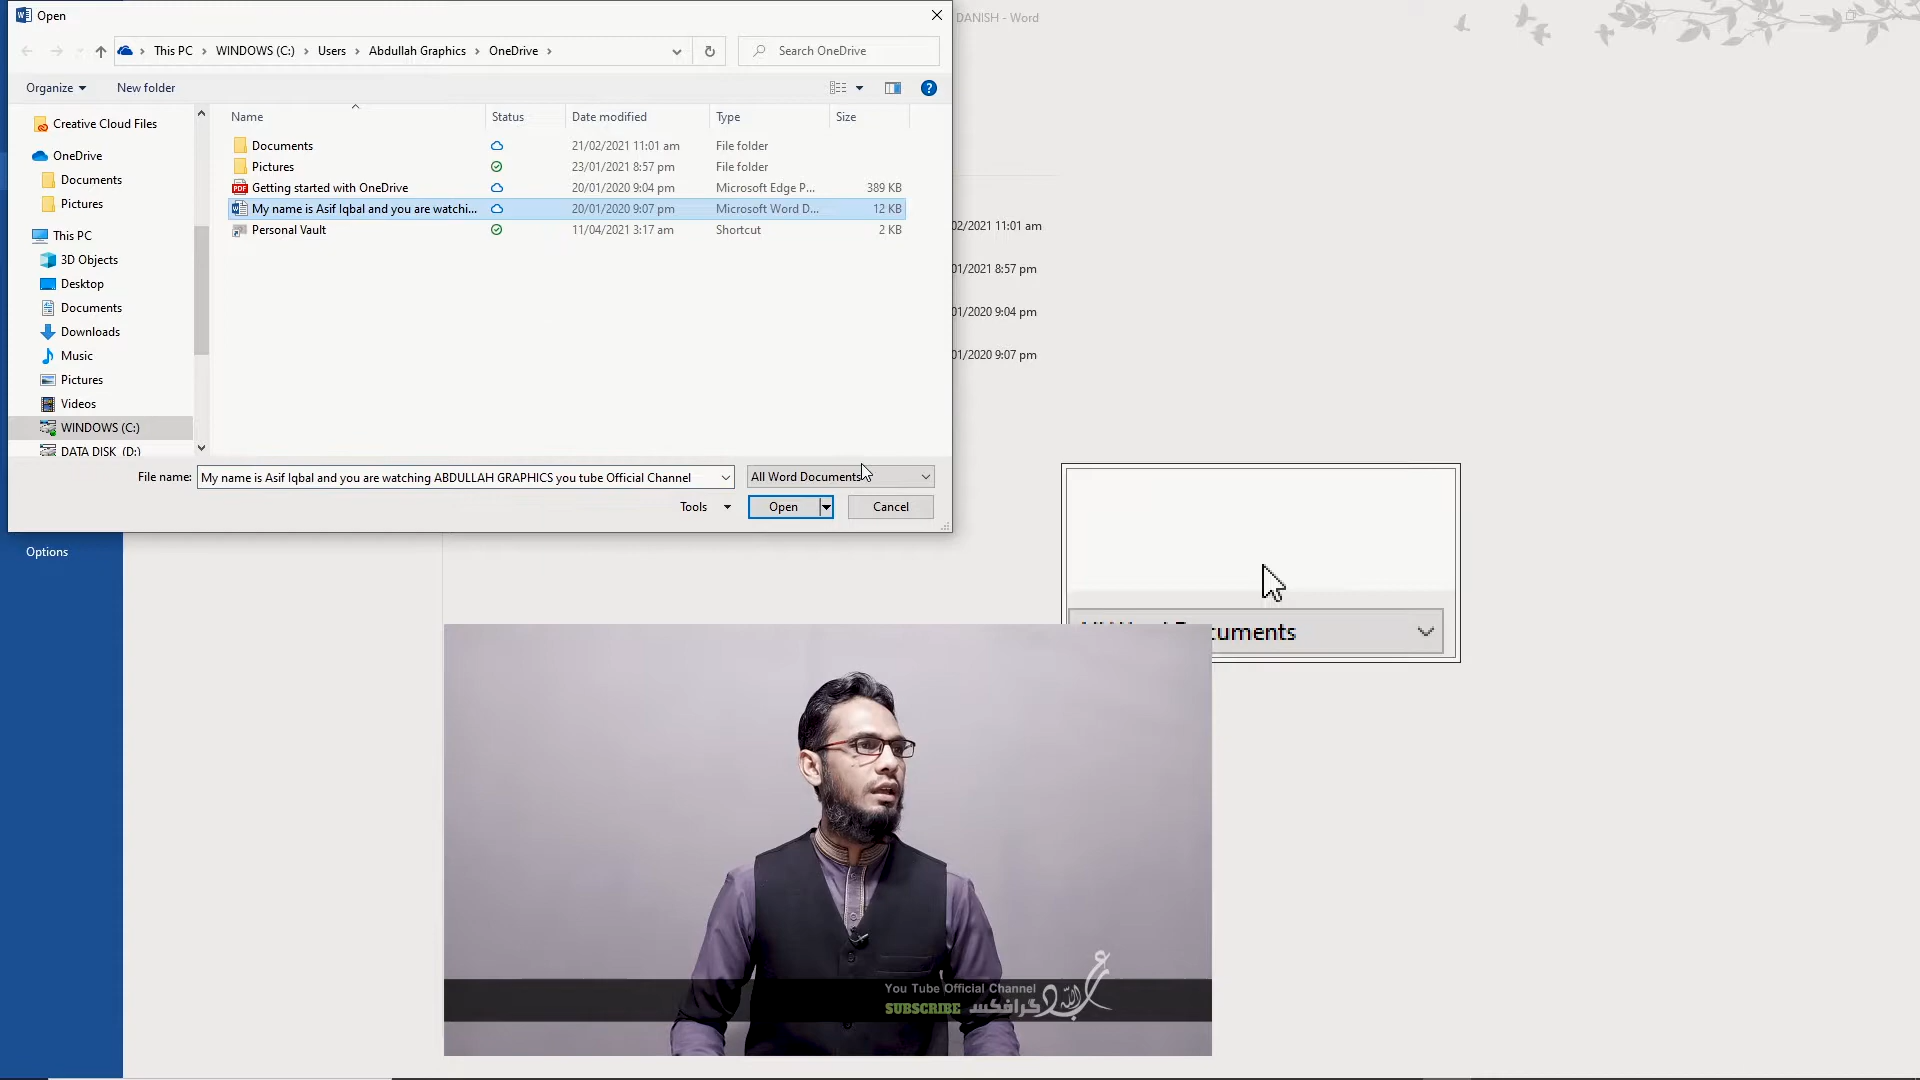 Open
DANISH - Word
This PC
WINDOWS (C:)
Users
Abdullah Graphics
OneDrive
Search OneDrive
Organize
New folder
Name
Status
Date modified
Type
Size
Creative Cloud Files
OneDrive
Documents
Pictures
This PC
3D Objects
Desktop
Documents
Downloads
Music
Pictures
Videos
WINDOWS (C:)
DATA DISK (D:)
Documents 21/02/2021 11:01 am File folder
Pictures 23/01/2021 8:57 pm File folder
Getting started with OneDrive 20/01/2020 9:04 pm Microsoft Edge P... 389 KB
My name is Asif Iqbal and you are watchi... 20/01/2020 9:07 pm Microsoft Word D... 12 KB
Personal Vault 11/04/2021 3:17 am Shortcut 2 KB
02/2021 11:01 am
01/2021 8:57 pm
01/2020 9:04 pm
01/2020 9:07 pm
File name: My name is Asif Iqbal and you are watching ABDULLAH GRAPHICS you tube Official Channel
All Word Documents
Tools
Open
Cancel
Options
You Tube Official Channel
SUBSCRIBE عبداللہ گرافکس